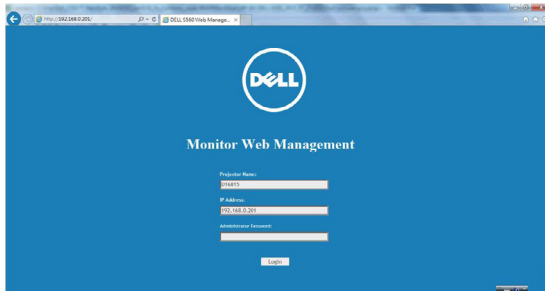 http://192.168.0.201/
DELL S560 Web Manage...
DELL
Monitor Web Management
Projector Name:
D16815
IP Address:
192.168.0.201
Administrator Password:
Login